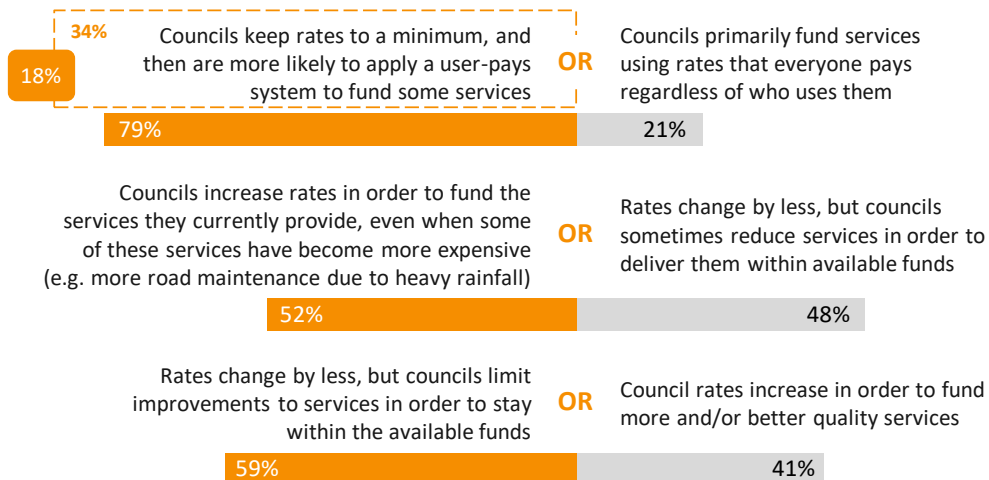 34%
18%
Councils keep rates to a minimum, and
then are more likely to apply a user-pays
system to fund some services
OR
Councils primarily fund services
using rates that everyone pays
regardless of who uses them
79%
21%
Councils increase rates in order to fund the
services they currently provide, even when some
of these services have become more expensive
(e.g. more road maintenance due to heavy rainfall)
OR
Rates change by less, but councils
sometimes reduce services in order to
deliver them within available funds
52%
48%
Rates change by less, but councils limit
improvements to services in order to stay
within the available funds
OR
Council rates increase in order to fund
more and/or better quality services
59%
41%